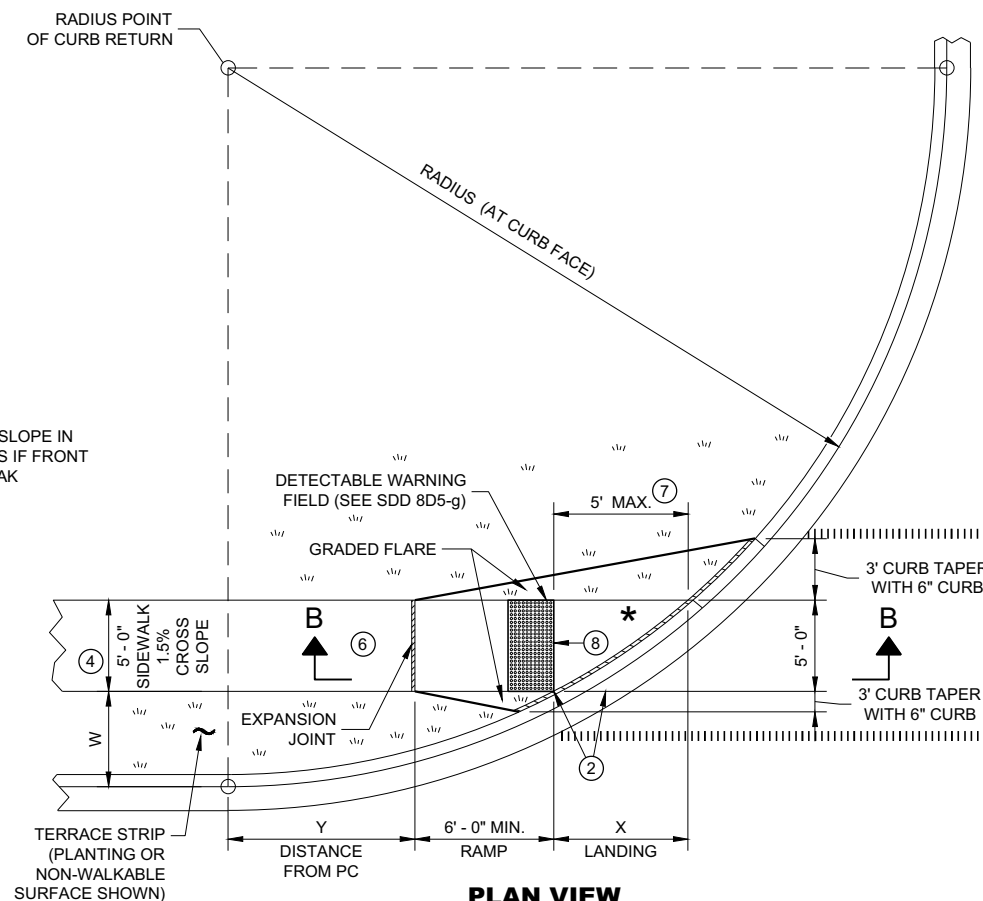 RADIUS POINT
OF CURB RETURN
RADIUS (AT CURB FACE)
SLOPE IN
S IF FRONT
AK
DETECTABLE WARNING
FIELD (SEE SDD 8D5-g)
5' MAX. 7
GRADED FLARE
3' CURB TAPER
WITH 6" CURB
B
B
4
5' - 0"
SIDEWALK
1.5%
CROSS
SLOPE
6
*
8
5' - 0"
EXPANSION
JOINT
3' CURB TAPER
WITH 6" CURB
W
2
TERRACE STRIP
(PLANTING OR
NON-WALKABLE
SURFACE SHOWN)
Y
DISTANCE
FROM PC
6' - 0" MIN.
RAMP
X
LANDING
PLAN VIEW